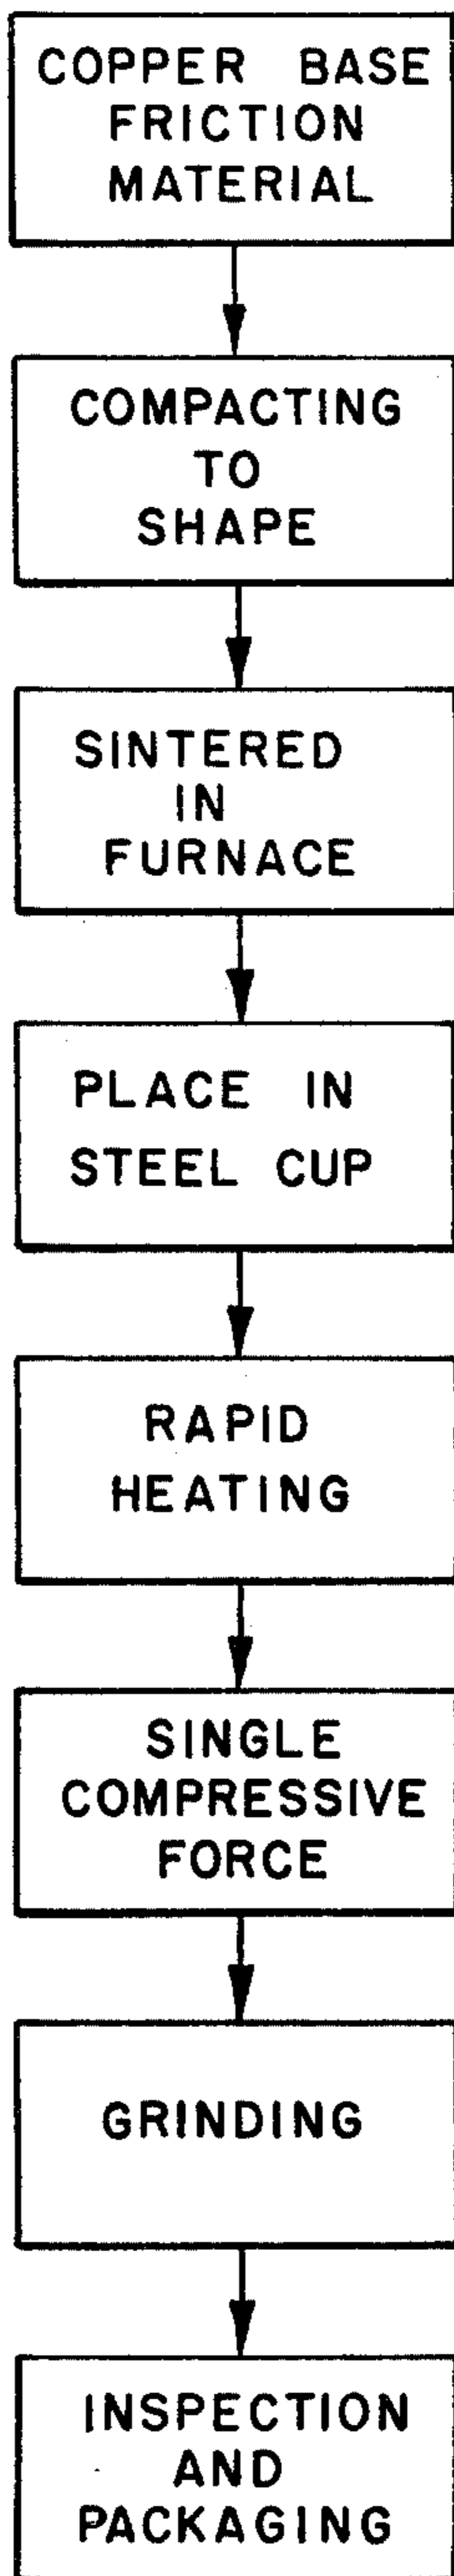 COPPER BASE
FRICTION
MATERIAL
COMPACTING
TO
SHAPE
SINTERED
IN
FURNACE
PLACE IN
STEEL CUP
RAPID
HEATING
SINGLE
COMPRESSIVE
FORCE
GRINDING
INSPECTION
AND
PACKAGING